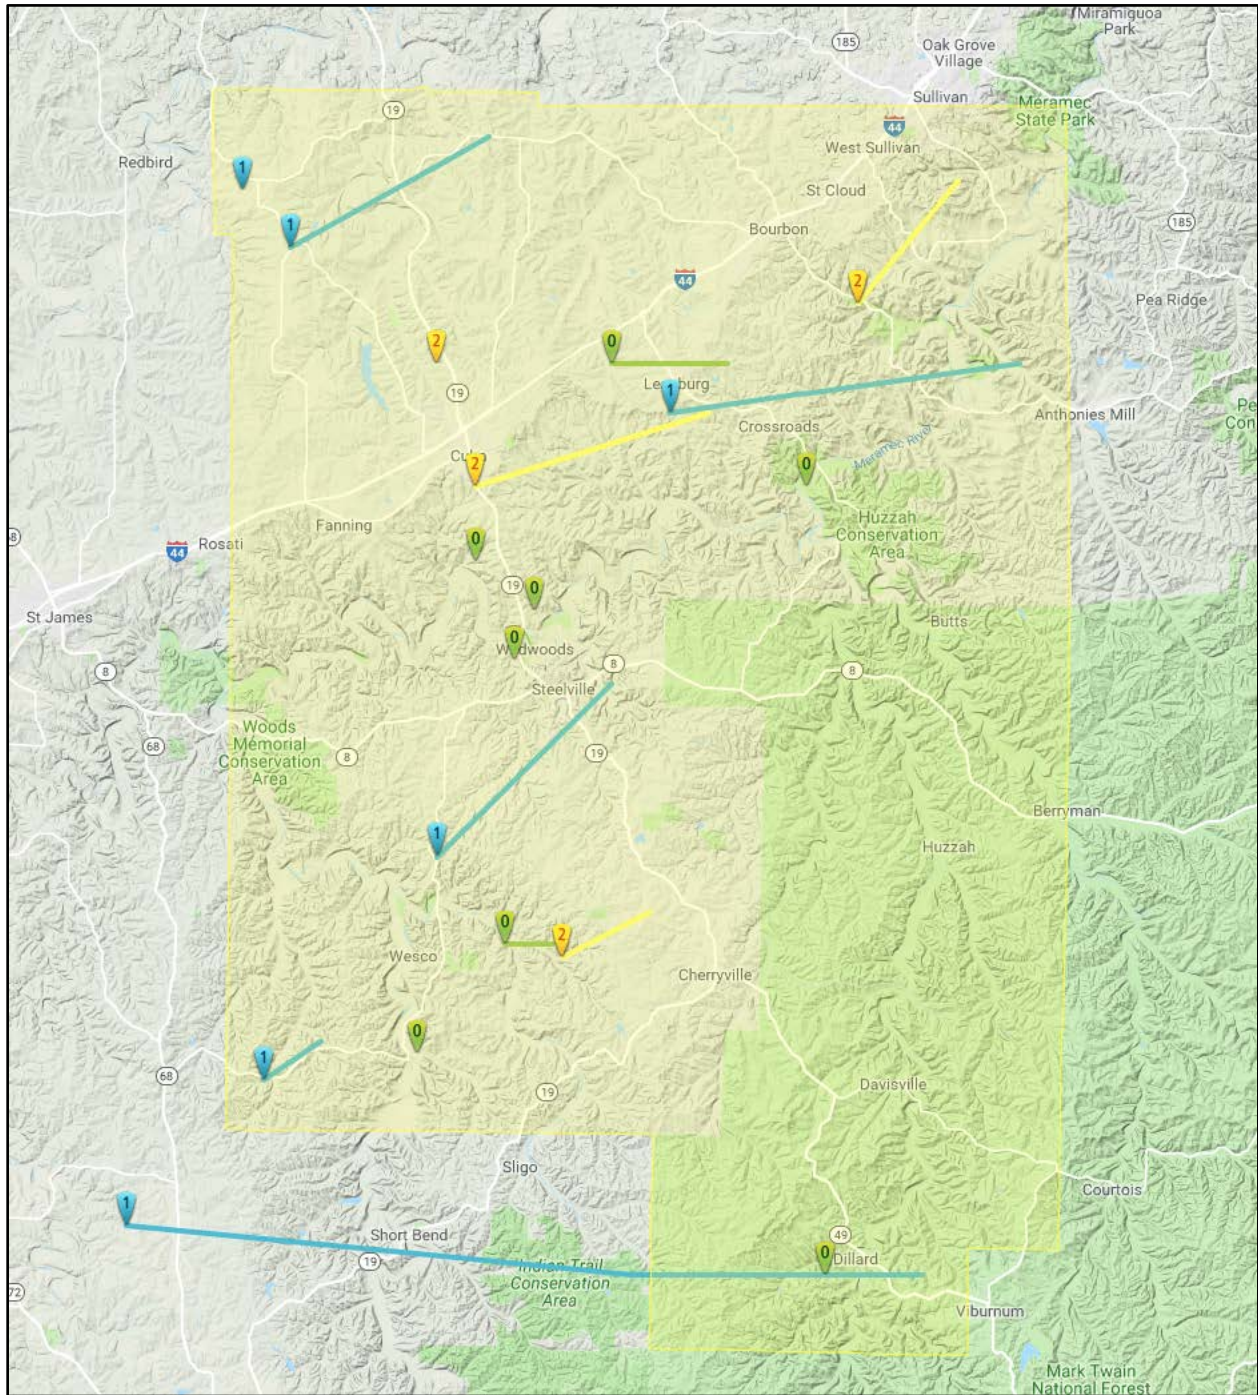 Miramiguoa
Park
185
Oak Grove
Village
Sullivan
19
44
Meramec
State Park
Redbird
West Sullivan
1
St Cloud
1
Bourbon
185
44
2
Pea Ridge
2
0
Leasburg
19
1
Anthonies Mill
Crossroads
Meramec River
Cuba
2
0
Fanning
Huzzah
Conservation
Area
Rosati
44
0
19
0
St James
Butts
0
Wildwoods
8
8
8
Steelville
Woods
Memorial
Conservation
Area
68
8
19
Berryman
1
Huzzah
0
2
Wesco
Cherryville
0
1
68
19
Davisville
Sligo
Courtois
1
Short Bend
49
19
0
Dillard
Indian Trail
Conservation
Area
72
Viburnum
Mark Twain
National Forest